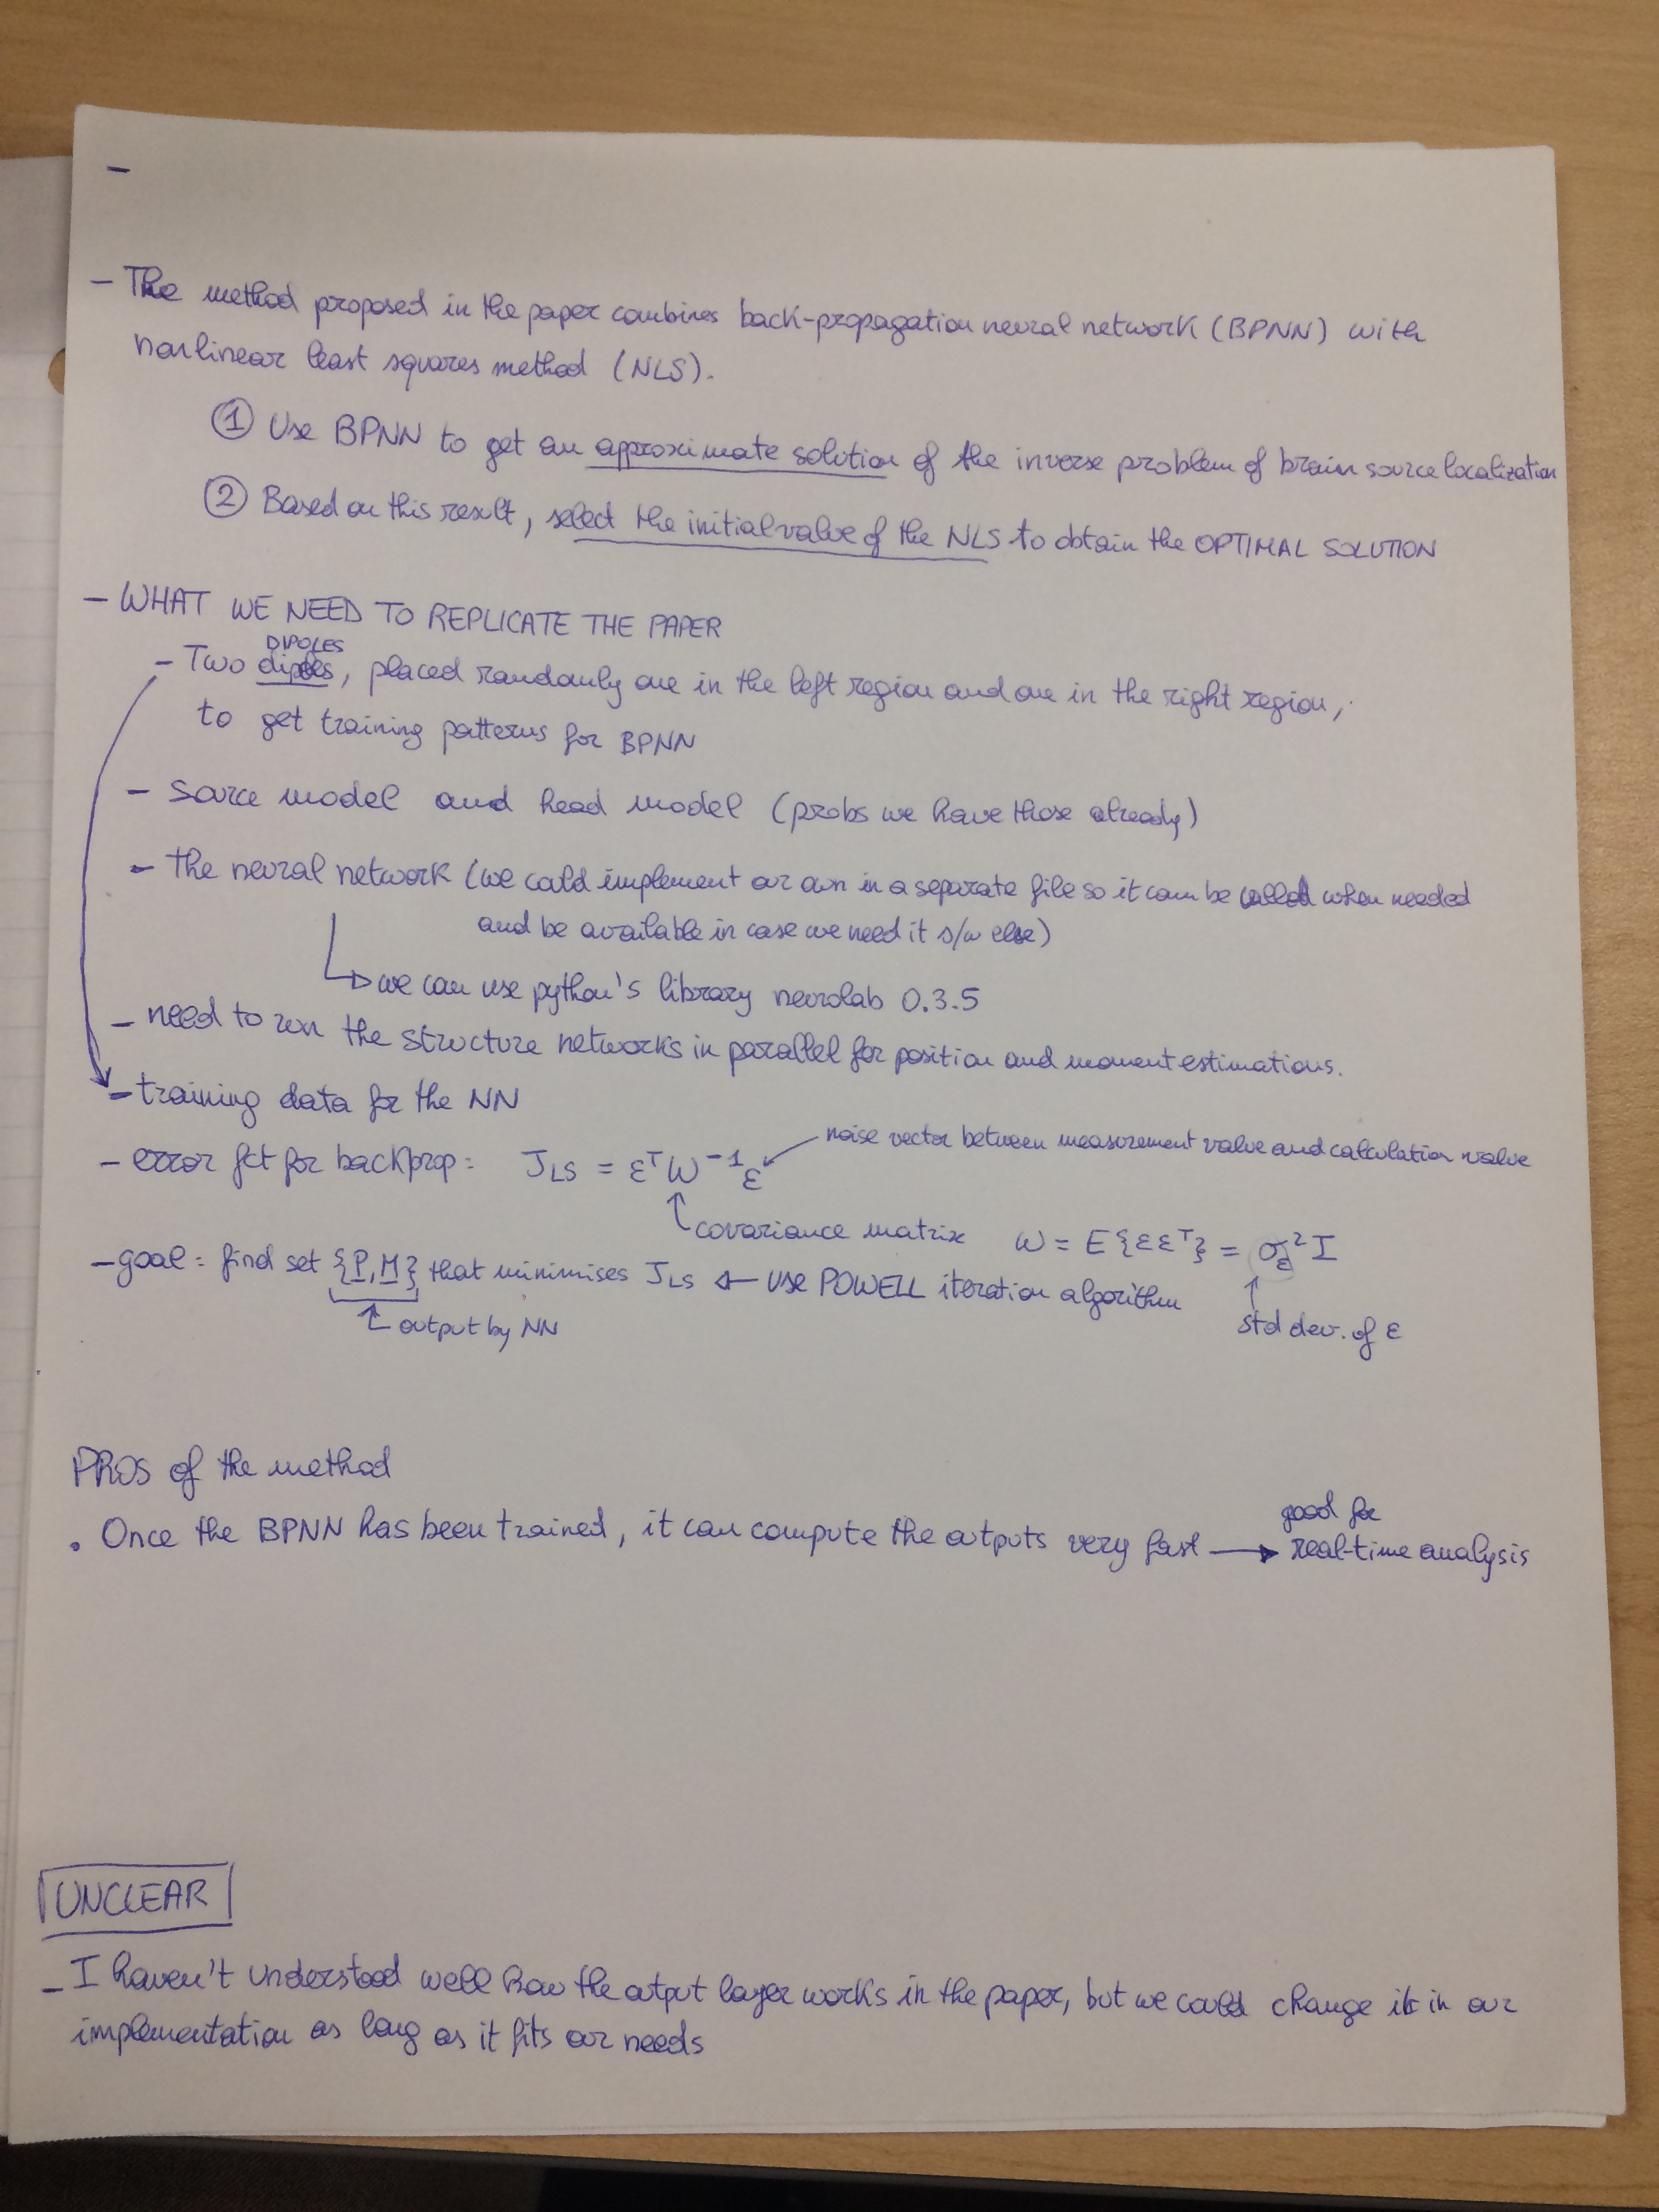 –
– The method proposed in the paper combines back-propagation neural network (BPNN) with
nonlinear least squares method (NLS).
① Use BPNN to get an approximate solution of the inverse problem of brain source localization
② Based on this result, select the initial value of the NLS to obtain the OPTIMAL SOLUTION
– WHAT WE NEED TO REPLICATE THE PAPER
DIPOLES
– Two dipoles, placed randomly one in the left region and one in the right region,
to get training patterns for BPNN
– source model and head model (probs we have those already)
– the neural network (we could implement our own in a separate file so it can be called when needed
and be available in case we need it s/w else)
↳ we can use python's library neurolab 0.3.5
– need to run the structure networks in parallel for position and moment estimations.
– training data for the NN
– error fct for backprop: J_LS = ε^T W^-1 ε ← noise vector between measurement value and calculation value
↑ covariance matrix W = E{εε^T} = σ_ε^2 I
– goal: find set {P, M} that minimises J_LS ← USE POWELL iteration algorithm
↑ std dev. of ε
↑ output by NN
PROS of the method
• Once the BPNN has been trained, it can compute the outputs very fast → good for
real-time analysis
UNCLEAR
– I haven't understood well how the output layer works in the paper, but we could change it in our
implementation as long as it fits our needs